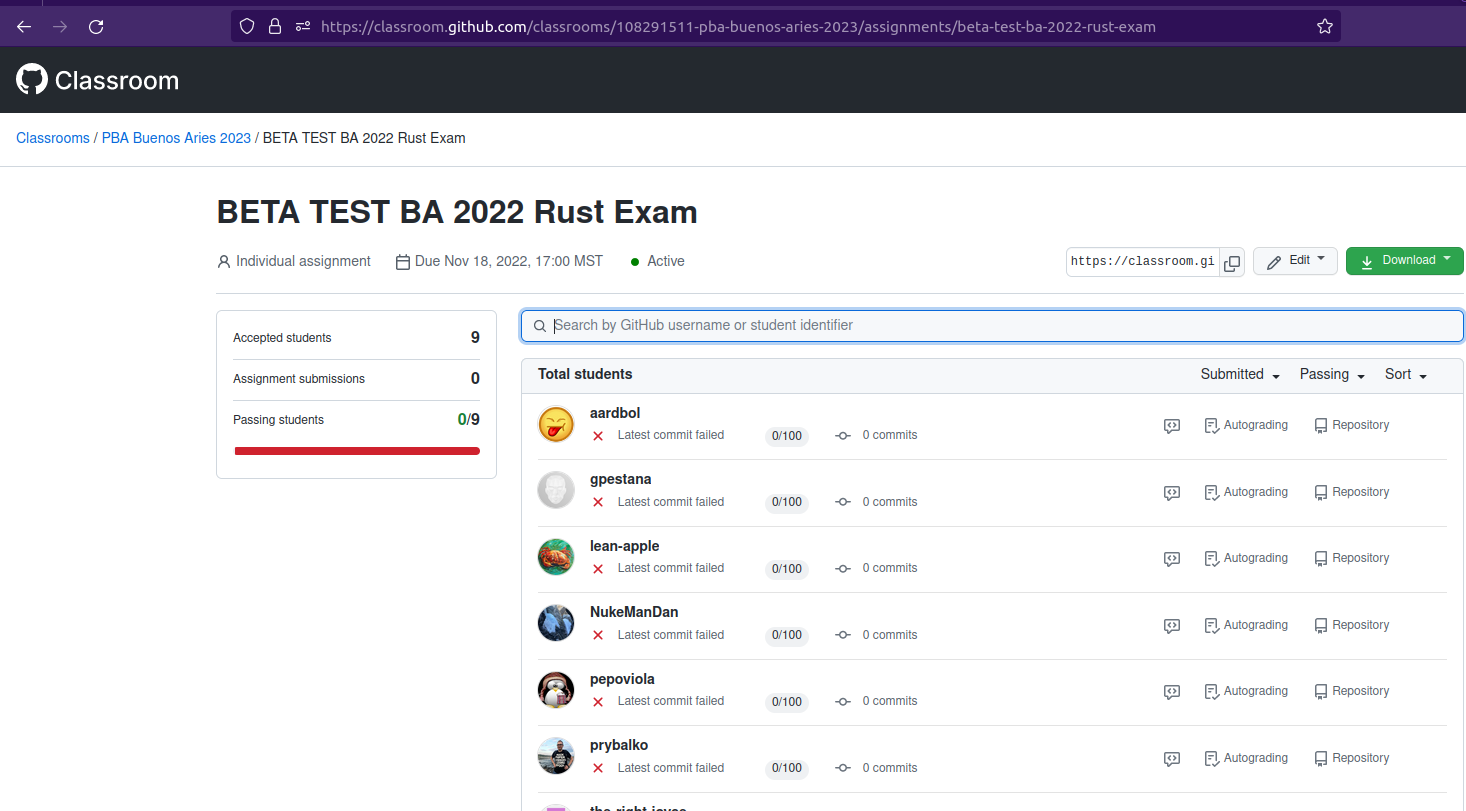 https://classroom.github.com/classrooms/108291511-pba-buenos-aries-2023/assignments/beta-test-ba-2022-rust-exam
Classroom
Classrooms / PBA Buenos Aries 2023 / BETA TEST BA 2022 Rust Exam
BETA TEST BA 2022 Rust Exam
Individual assignment Due Nov 18, 2022, 17:00 MST Active https://classroom.gi Edit Download
Accepted students 9
Assignment submissions 0
Passing students 0/9
Search by GitHub username or student identifier
Total students Submitted Passing Sort
aardbol
Latest commit failed 0/100 0 commits Autograding Repository
gpestana
Latest commit failed 0/100 0 commits Autograding Repository
lean-apple
Latest commit failed 0/100 0 commits Autograding Repository
NukeManDan
Latest commit failed 0/100 0 commits Autograding Repository
pepoviola
Latest commit failed 0/100 0 commits Autograding Repository
prybalko
Latest commit failed 0/100 0 commits Autograding Repository